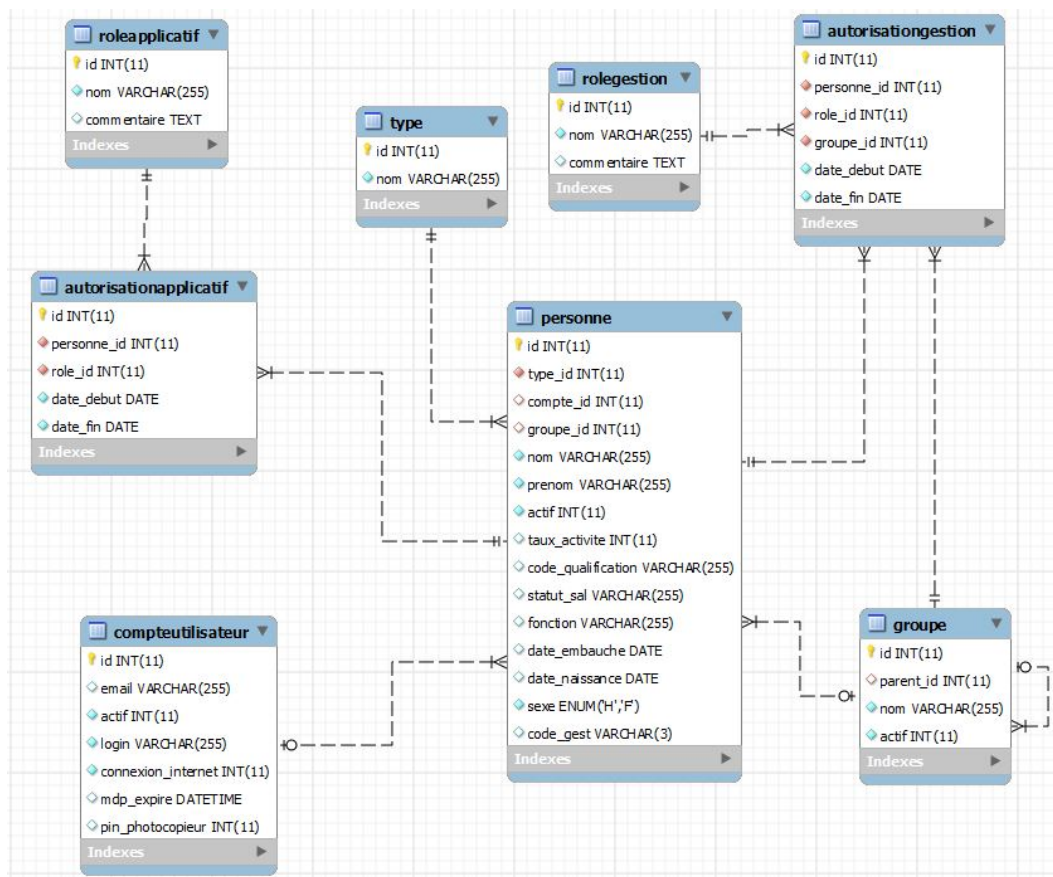 roleapplicatif
id INT(11)
nom VARCHAR(255)
commentaire TEXT
Indexes
type
id INT(11)
nom VARCHAR(255)
Indexes
rolegestion
id INT(11)
nom VARCHAR(255)
commentaire TEXT
Indexes
autorisationgestion
id INT(11)
personne_id INT(11)
role_id INT(11)
groupe_id INT(11)
date_debut DATE
date_fin DATE
Indexes
autorisationapplicatif
id INT(11)
personne_id INT(11)
role_id INT(11)
date_debut DATE
date_fin DATE
Indexes
personne
id INT(11)
type_id INT(11)
compte_id INT(11)
groupe_id INT(11)
nom VARCHAR(255)
prenom VARCHAR(255)
actif INT(11)
taux_activite INT(11)
code_qualification VARCHAR(255)
statut_sal VARCHAR(255)
fonction VARCHAR(255)
date_embauche DATE
date_naissance DATE
sexe ENUM('H','F')
code_gest VARCHAR(3)
Indexes
compteutilisateur
id INT(11)
email VARCHAR(255)
actif INT(11)
login VARCHAR(255)
connexion_internet INT(11)
mdp_expire DATETIME
pin_photocopieur INT(11)
Indexes
groupe
id INT(11)
parent_id INT(11)
nom VARCHAR(255)
actif INT(11)
Indexes